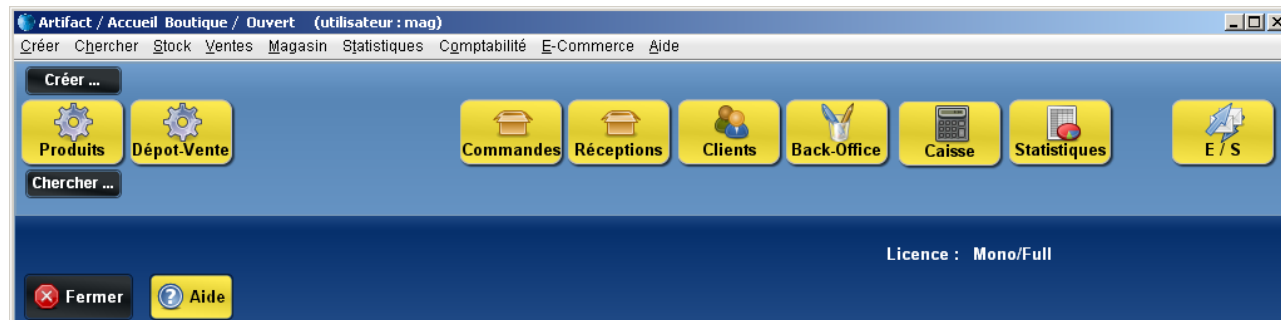 Artifact / Accueil Boutique / Ouvert (utilisateur : mag)
Créer Chercher Stock Ventes Magasin Statistiques Comptabilité E-Commerce Aide
Créer ...
Produits Dépot-Vente Commandes Réceptions Clients Back-Office Caisse Statistiques E / S
Chercher ...
Licence : Mono/Full
Fermer Aide